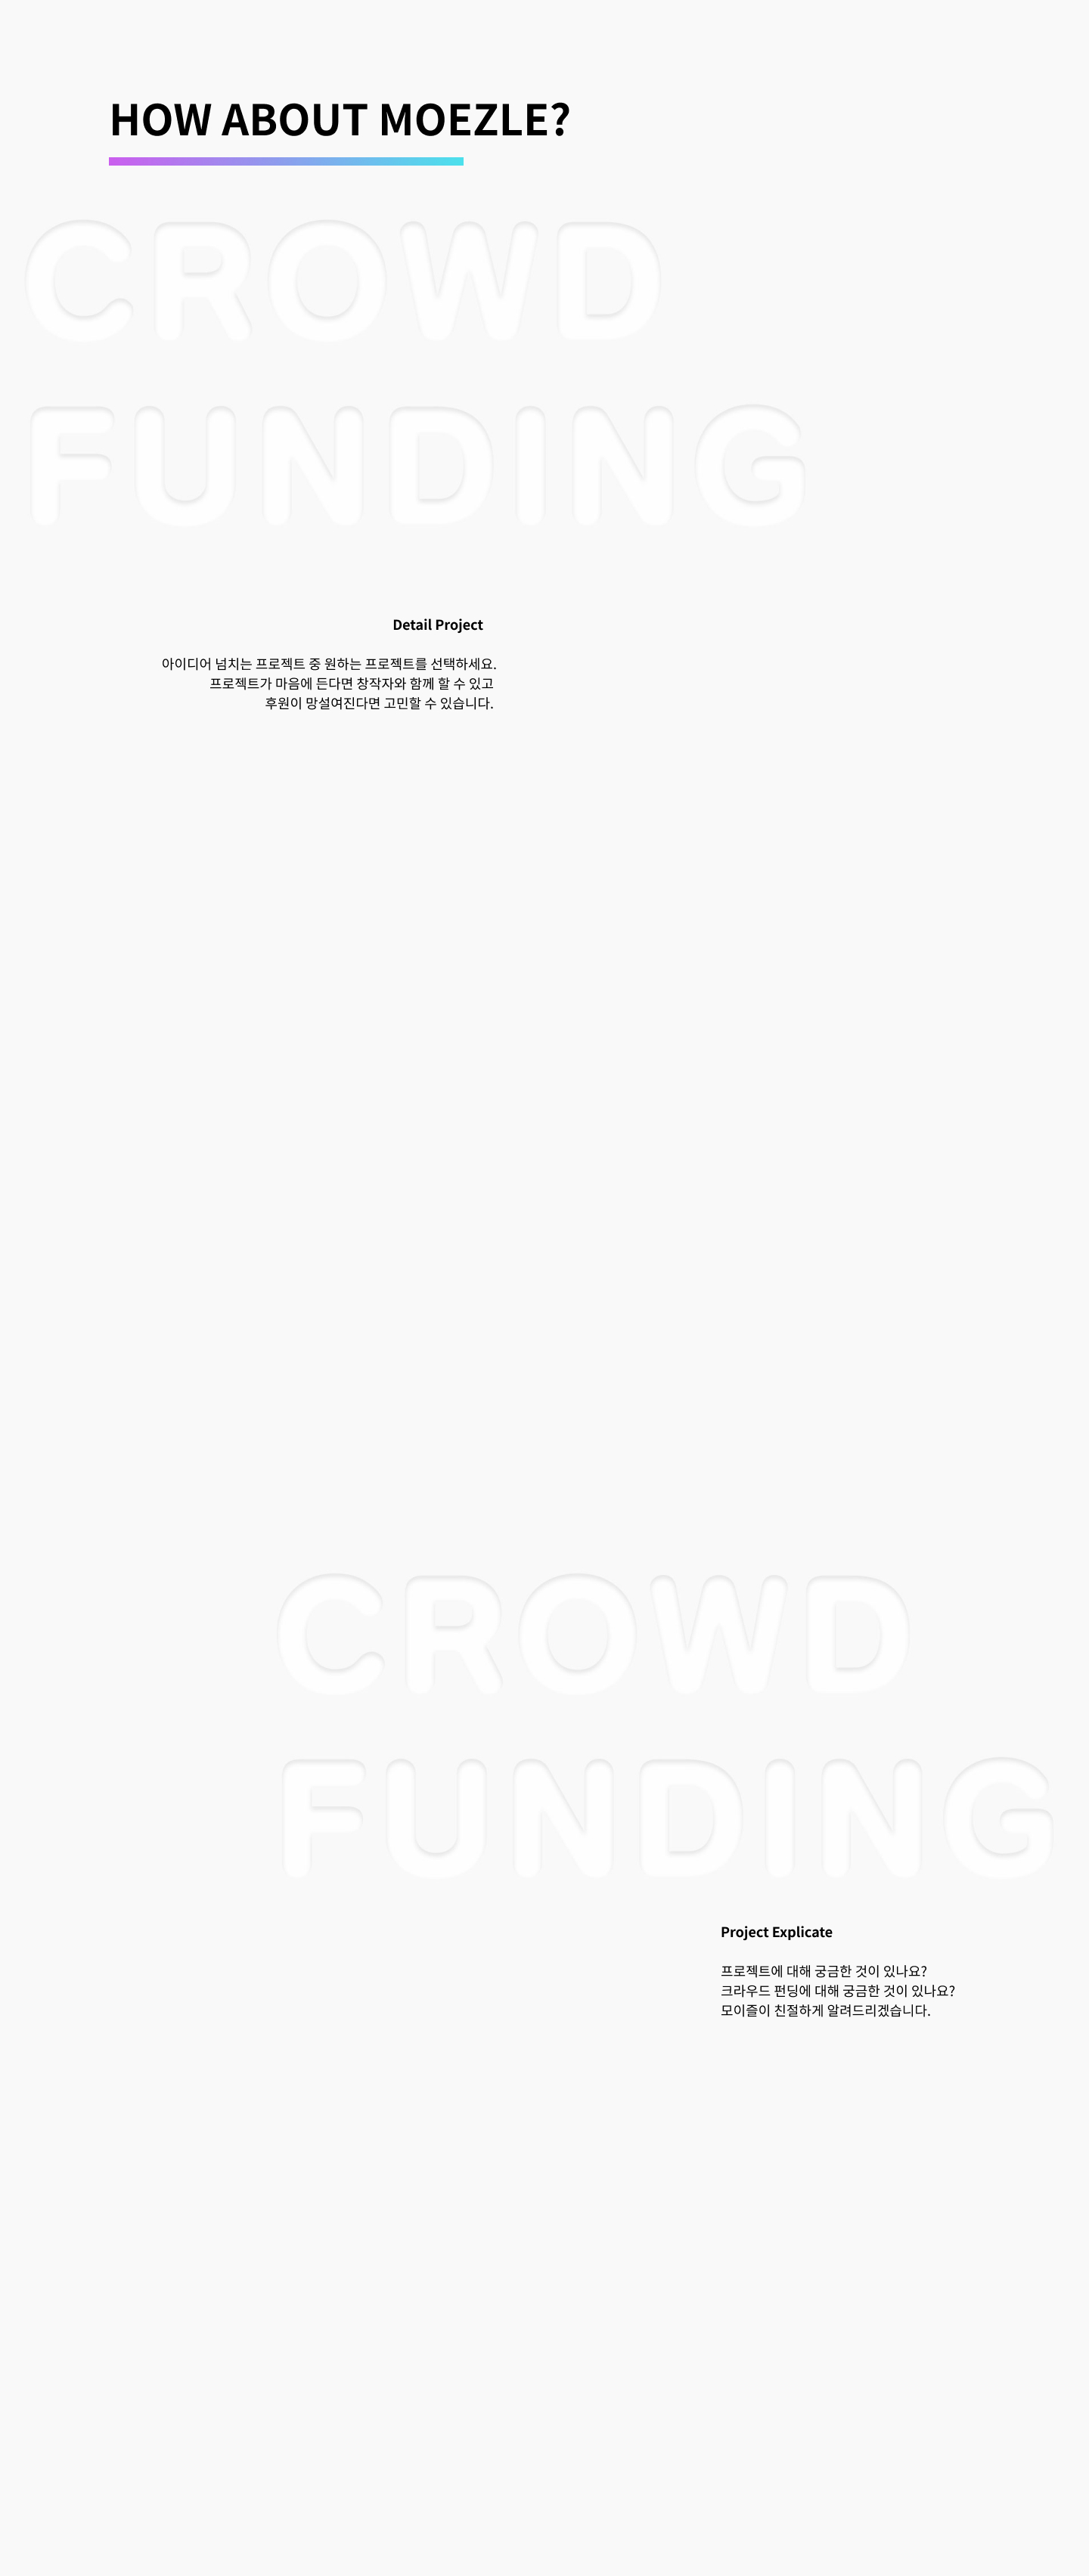 HOW ABOUT MOEZLE?
CROWD
FUNDING
Detail Project
아이디어 넘치는 프로젝트 중 원하는 프로젝트를 선택하세요.
프로젝트가 마음에 든다면 창작자와 함께 할 수 있고
후원이 망설여진다면 고민할 수 있습니다.
CROWD
FUNDING
Project Explicate
프로젝트에 대해 궁금한 것이 있나요?
크라우드 펀딩에 대해 궁금한 것이 있나요?
모이즐이 친절하게 알려드리겠습니다.